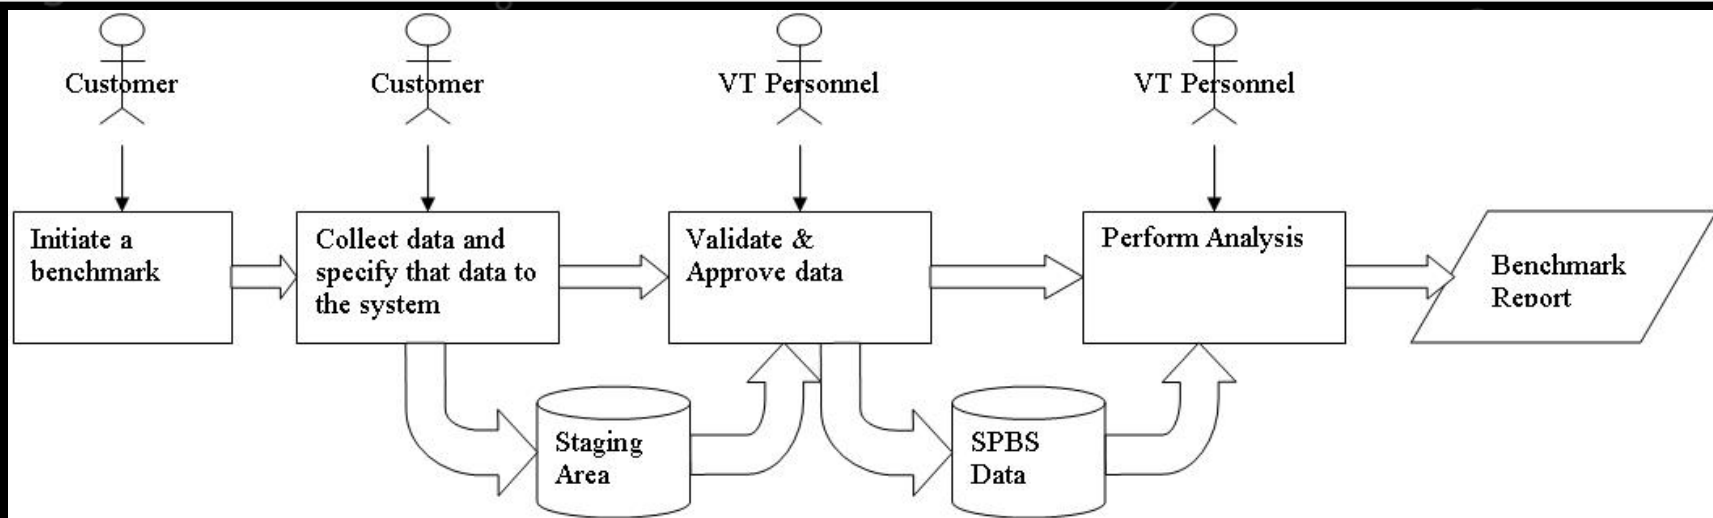 Customer
Customer
VT Personnel
VT Personnel
Initiate a
benchmark
Collect data and
specify that data to
the system
Validate &
Approve data
Perform Analysis
Benchmark
Report
Staging
Area
SPBS
Data